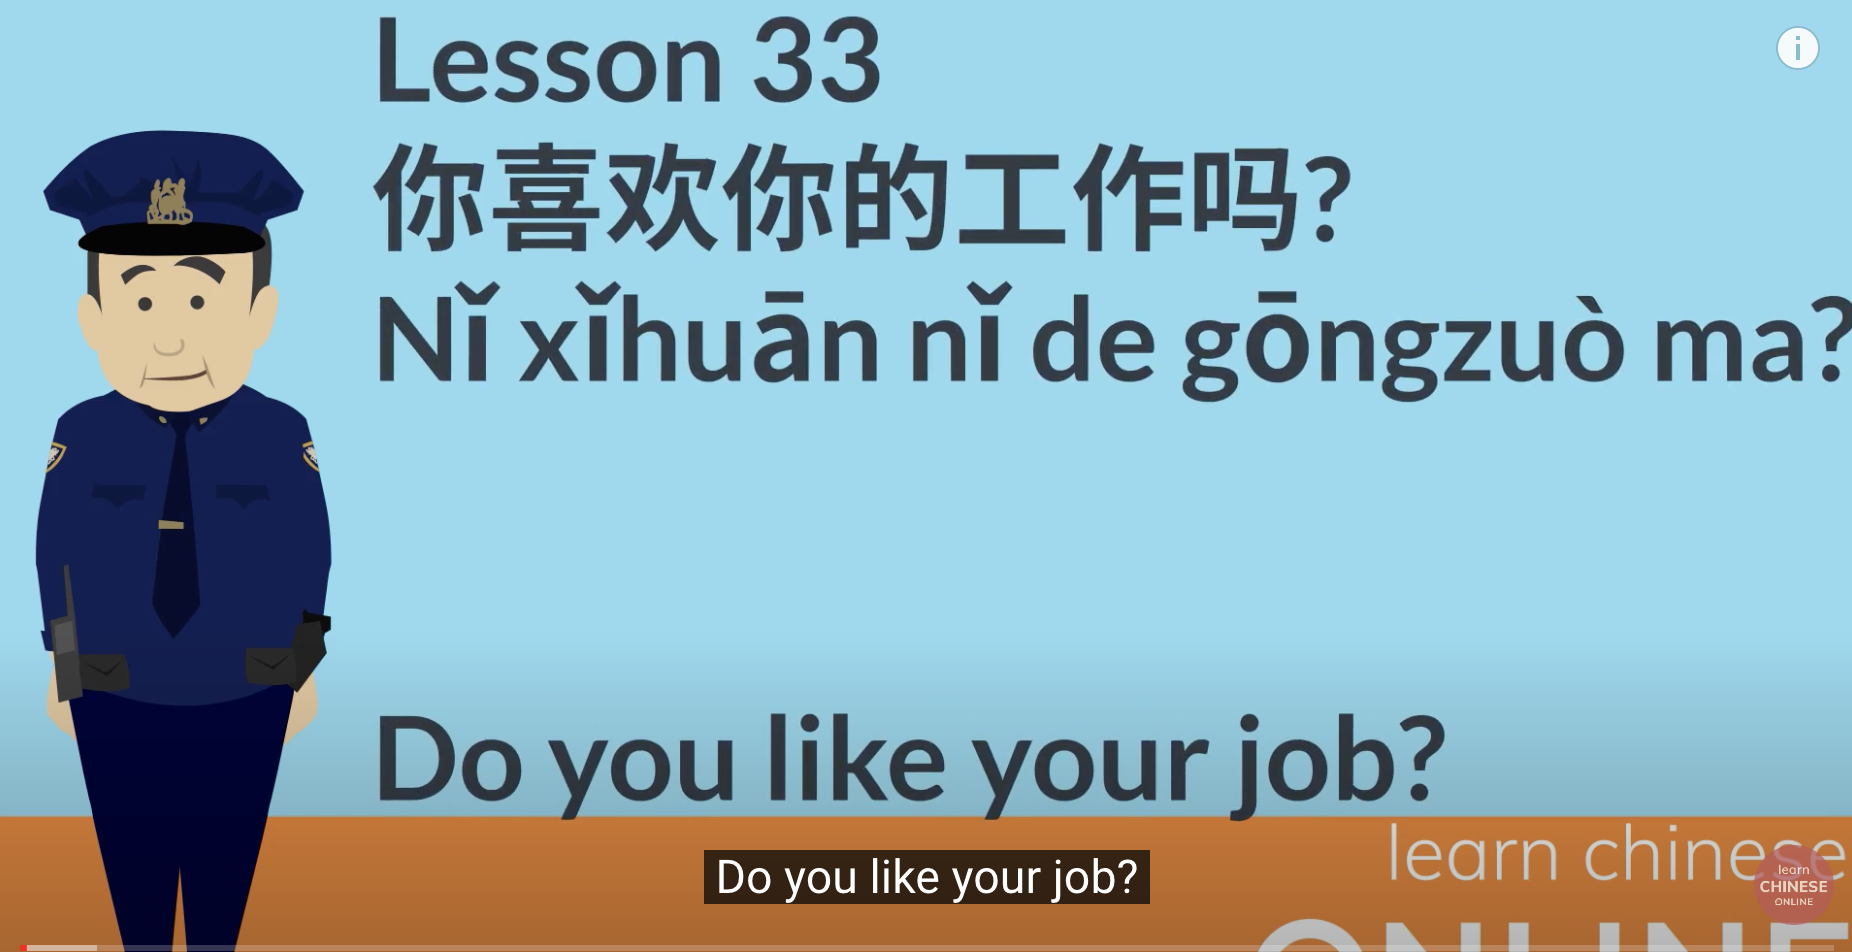 Lesson 33
你喜欢你的工作吗?
Nǐ xǐhuān nǐ de gōngzuò ma?
Do you like your job?
Do you like your job?
learn chinese
ONLINE
learn
CHINESE
ONLINE